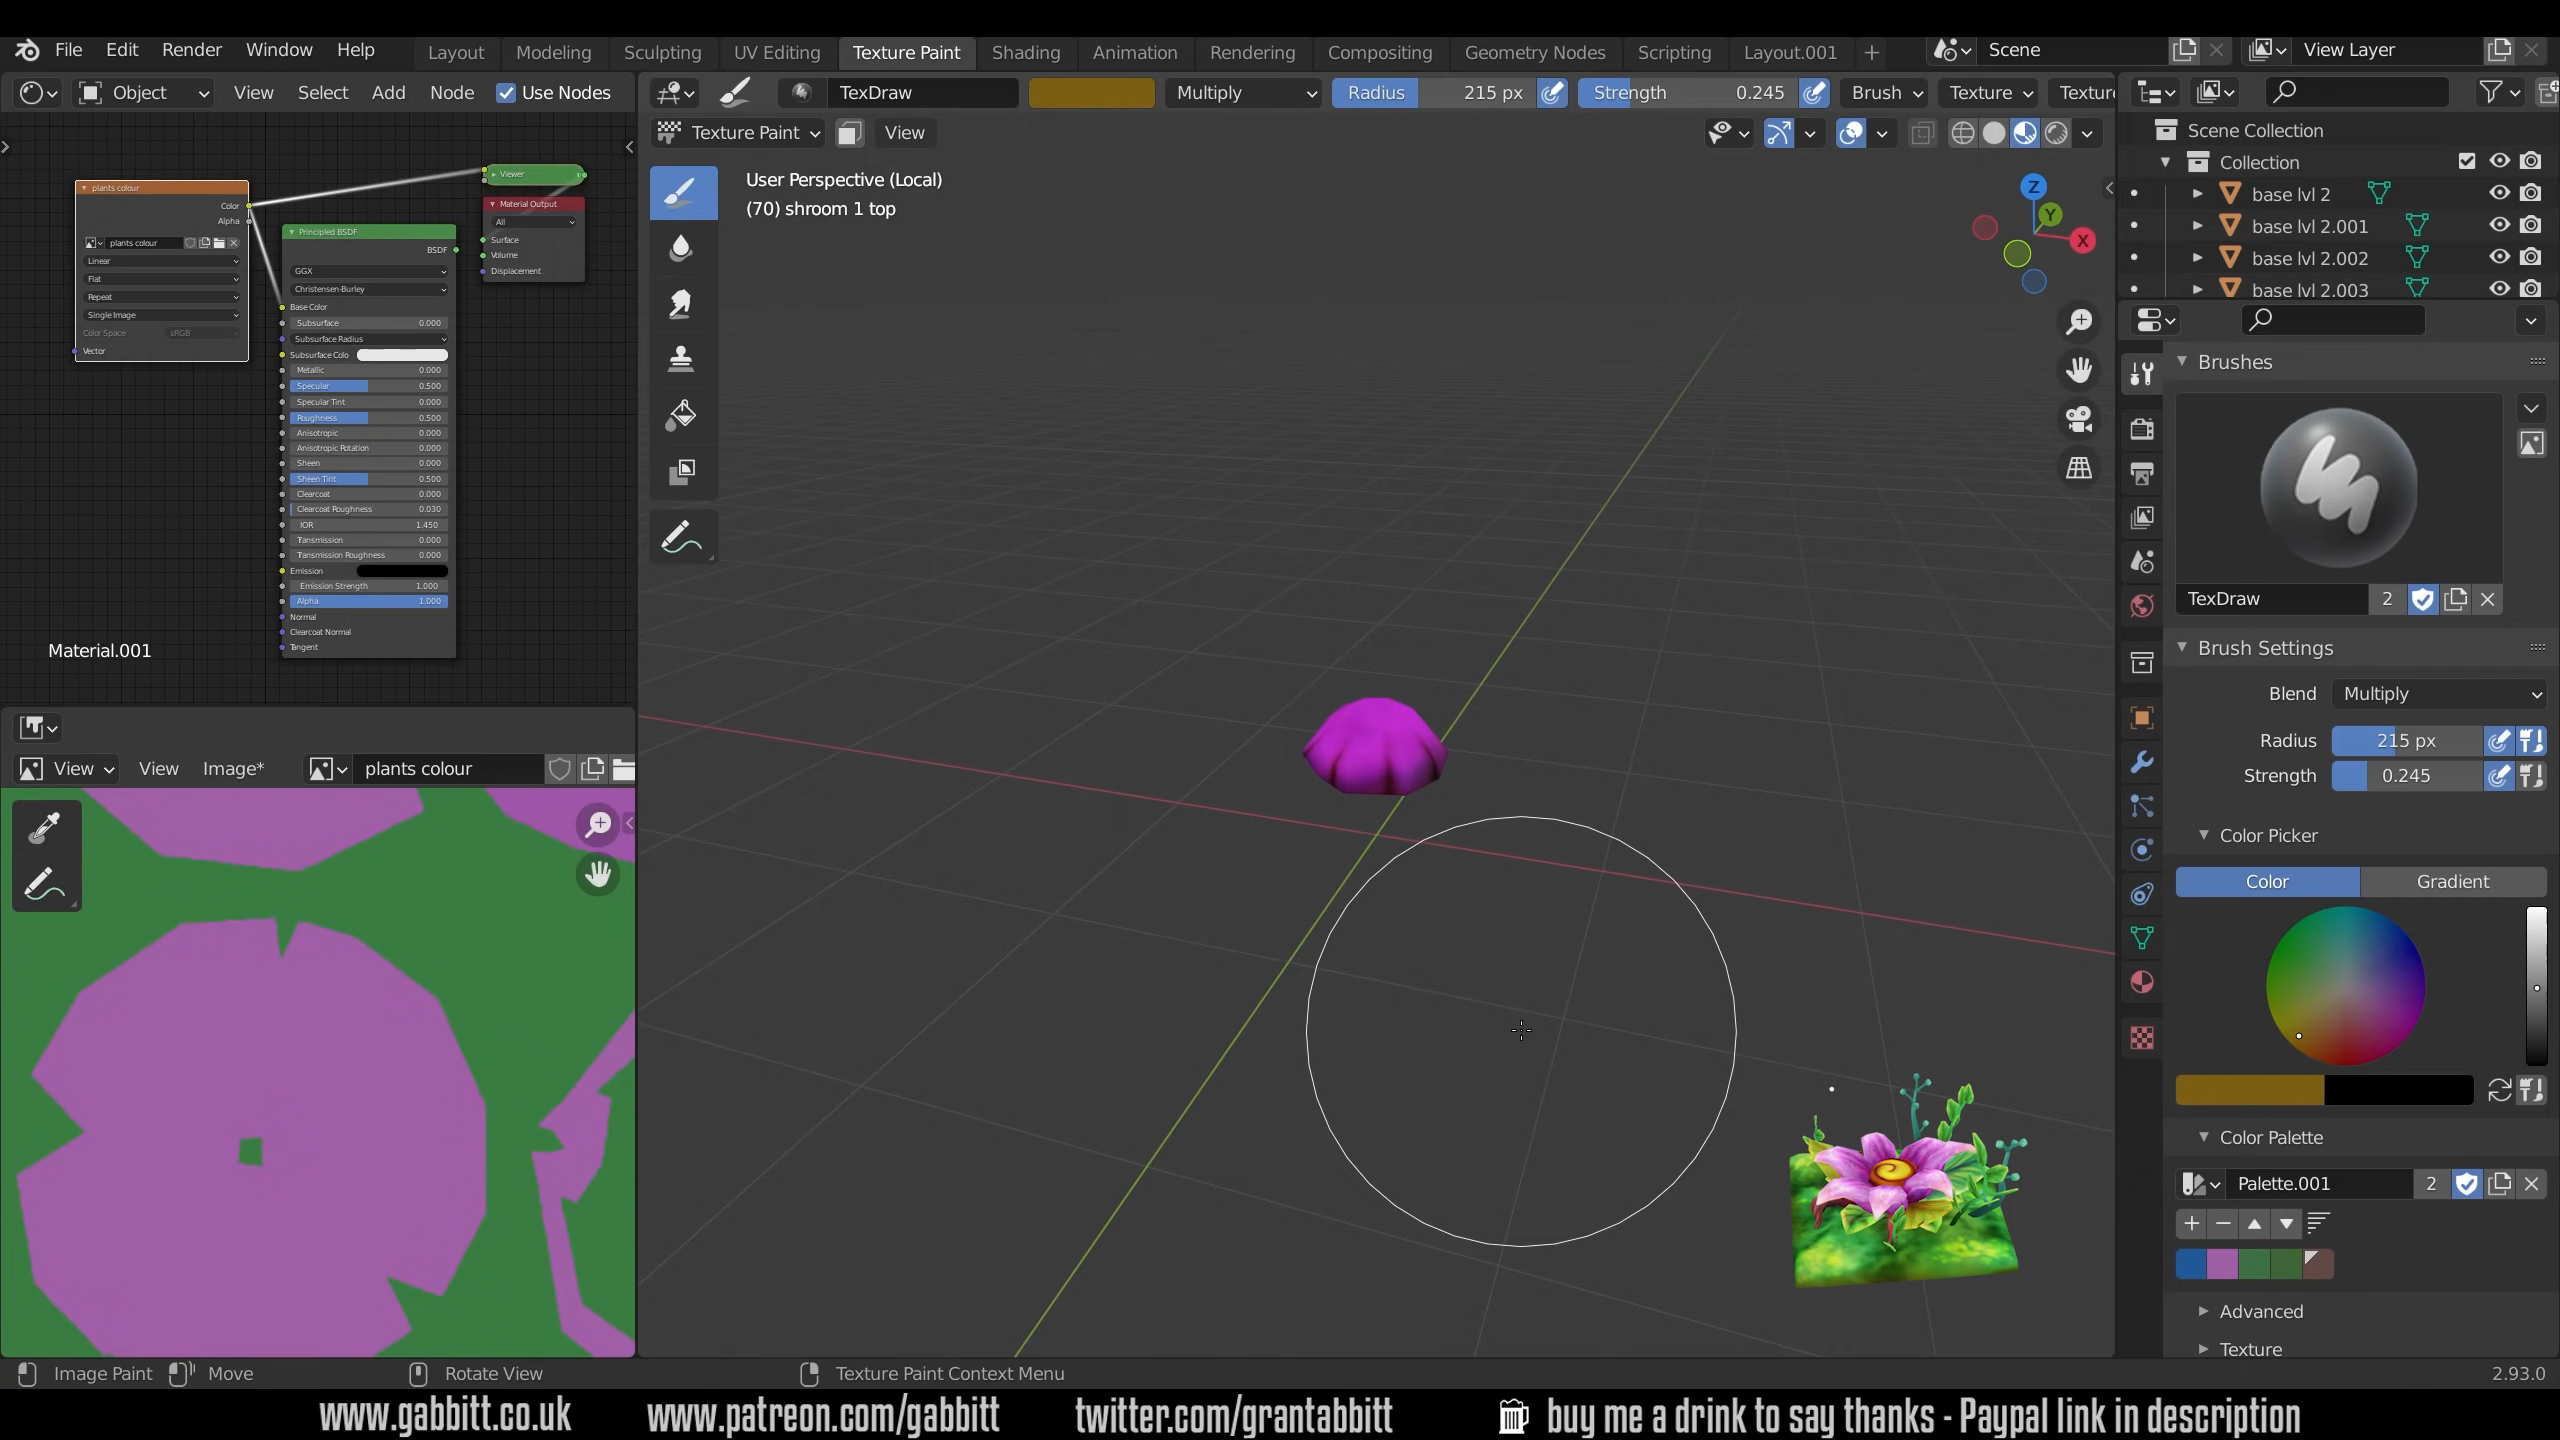 File Edit Render Window Help Layout Modeling Sculpting UV Editing Texture Paint Shading Animation Rendering Compositing Geometry Nodes Scripting Layout.001 Scene View Layer
Object View Select Add Node Use Nodes TexDraw Multiply Radius 215 px Strength 0.245 Brush Texture Textur
Texture Paint View
User Perspective (Local)
(70) shroom 1 top
plants colour
Color
Alpha
plants colour
Linear
Flat
Repeat
Single Image
Color Space sRGB
Vector
Principled BSDF
BSDF
GGX
Christensen-Burley
Base Color
Subsurface 0.000
Subsurface Radius
Subsurface Colo
Metallic 0.000
Specular 0.500
Specular Tint 0.000
Roughness 0.500
Anisotropic 0.000
Anisotropic Rotation 0.000
Sheen 0.000
Sheen Tint 0.500
Clearcoat 0.000
Clearcoat Roughness 0.030
IOR 1.450
Transmission 0.000
Transmission Roughness 0.000
Emission
Emission Strength 1.000
Alpha 1.000
Normal
Clearcoat Normal
Tangent
Viewer
Material Output
All
Surface
Volume
Displacement
Material.001
View View Image* plants colour
Z
Y
X
Scene Collection
Collection
base lvl 2
base lvl 2.001
base lvl 2.002
base lvl 2.003
Brushes
TexDraw 2
Brush Settings
Blend Multiply
Radius 215 px
Strength 0.245
Color Picker
Color Gradient
Color Palette
Palette.001 2
Advanced
Texture
Image Paint Move Rotate View Texture Paint Context Menu 2.93.0
www.gabbitt.co.uk www.patreon.com/gabbitt twitter.com/grantabbitt buy me a drink to say thanks - Paypal link in description